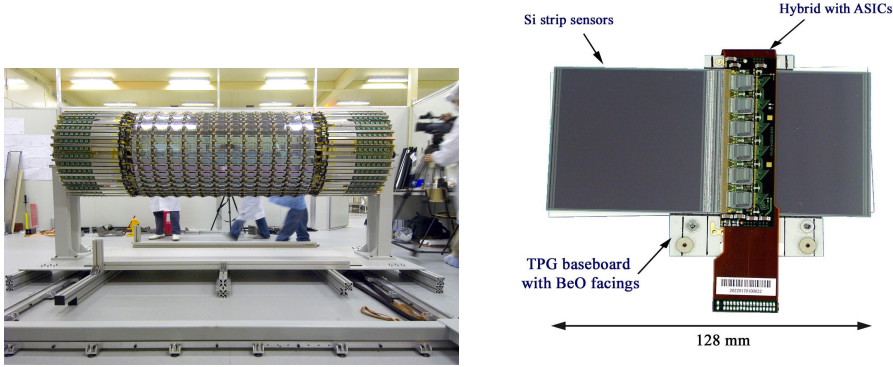 Si strip sensors
Hybrid with ASICs
TPG baseboard
with BeO facings
128 mm